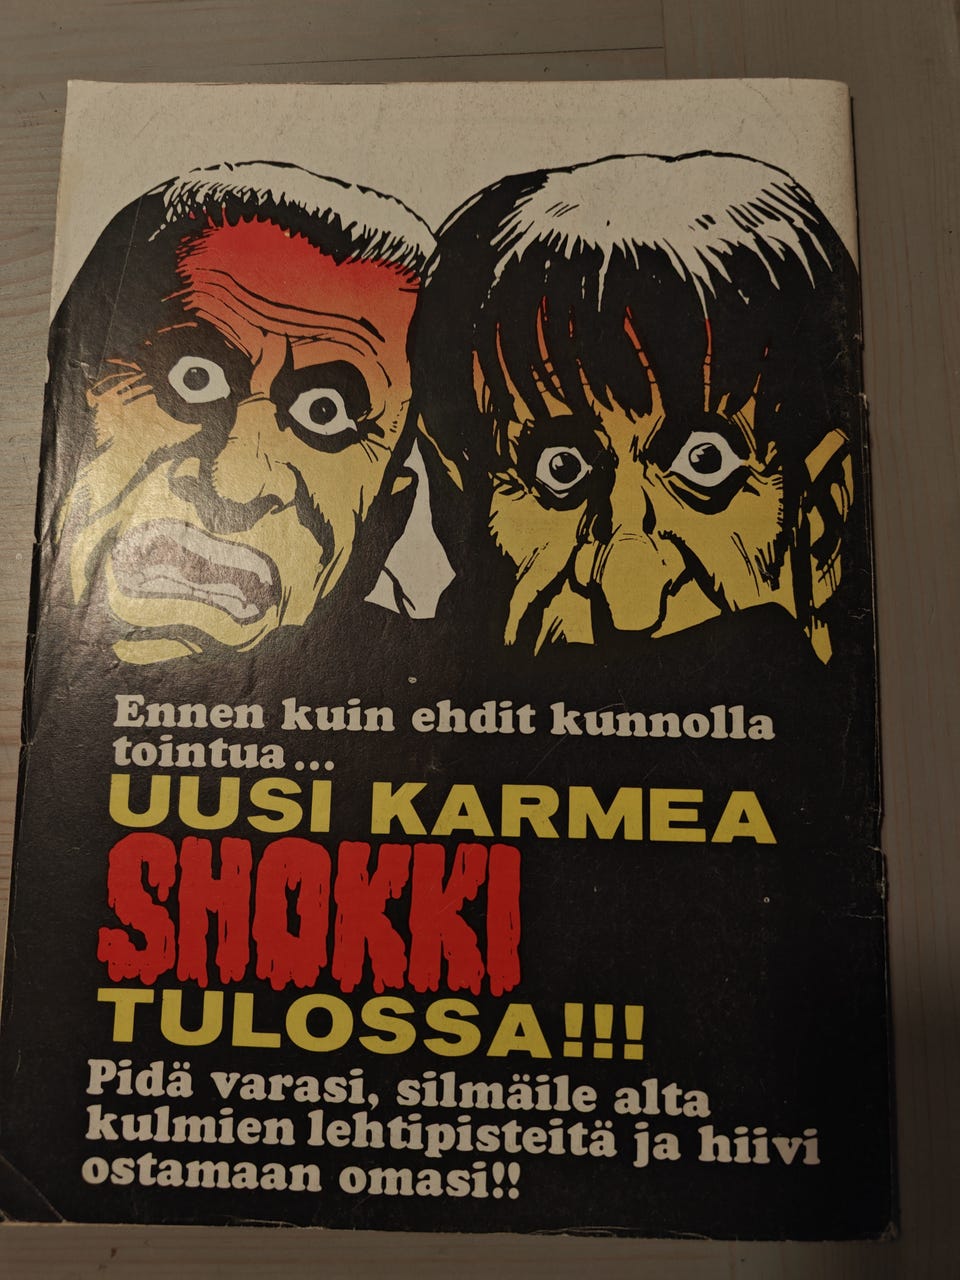 Ennen kuin ehdit kunnolla
tointua...
UUSI KARMEA
SHOKKI
TULOSSA!!!
Pidä varasi, silmäile alta
kulmien lehtipisteitä ja hiivi
ostamaan omasi!!